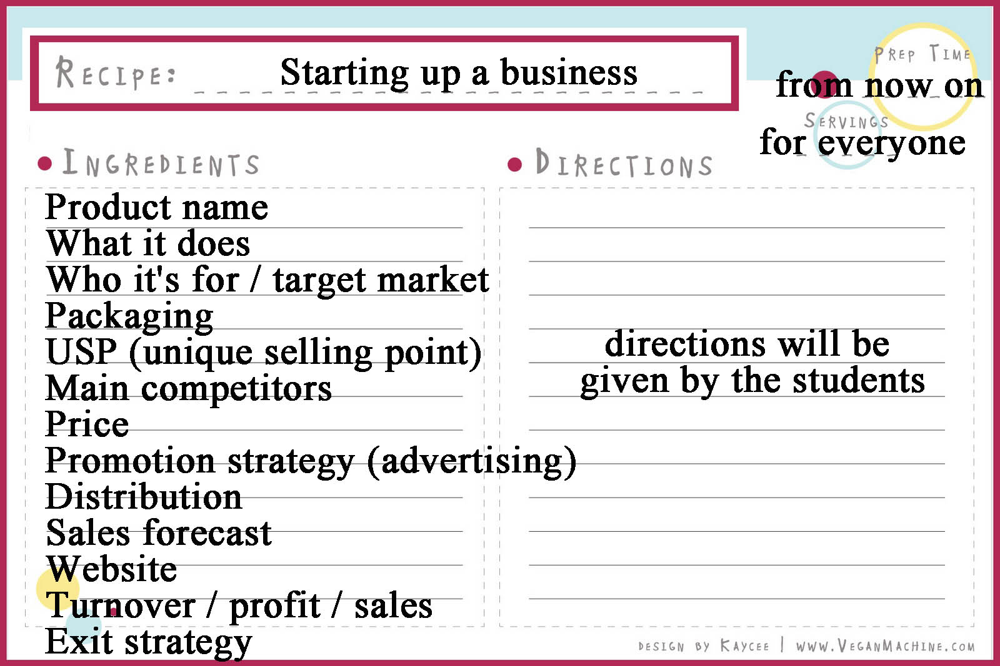 Recipe: Starting up a business
Prep Time
from now on
Servings
for everyone
Ingredients
Product name
What it does
Who it's for / target market
Packaging
USP (unique selling point)
Main competitors
Price
Promotion strategy (advertising)
Distribution
Sales forecast
Website
Turnover / profit / sales
Exit strategy
Directions
directions will be
given by the students
design by Kaycee | www.VeganMachine.com